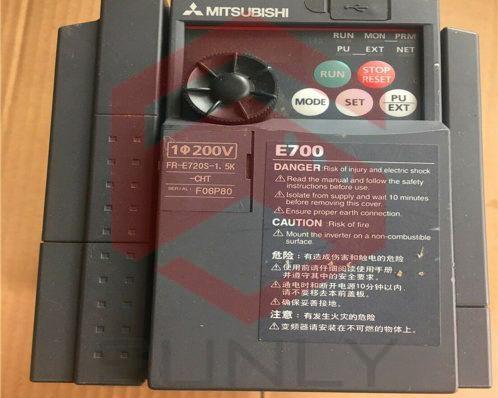 MITSUBISHI
RUN MON PRM
PU EXT NET
RUN
STOP
RESET
MODE
SET
PU
EXT
1Φ200V
FR-E720S-1.5K
-CHT
SERIAL: F06P80
E700
DANGER :Risk of injury and electric shock
Read the manual and follow the safety
instructions before use.
Isolate from supply and wait 10 minutes
before removing this cover.
Ensure proper earth connection.
CAUTION :Risk of fire
Mount the inverter on a non-combustible
surface.
危险：有造成伤害和触电的危险
使用前请仔细阅读使用手册，
并遵守其中的安全要求。
通电时和断开电源10分钟以内，
请不要移去本前盖板。
确保妥善接地。
注意：有发生火灾的危险
变频器请安装在不可燃的物体上。
SUNLY